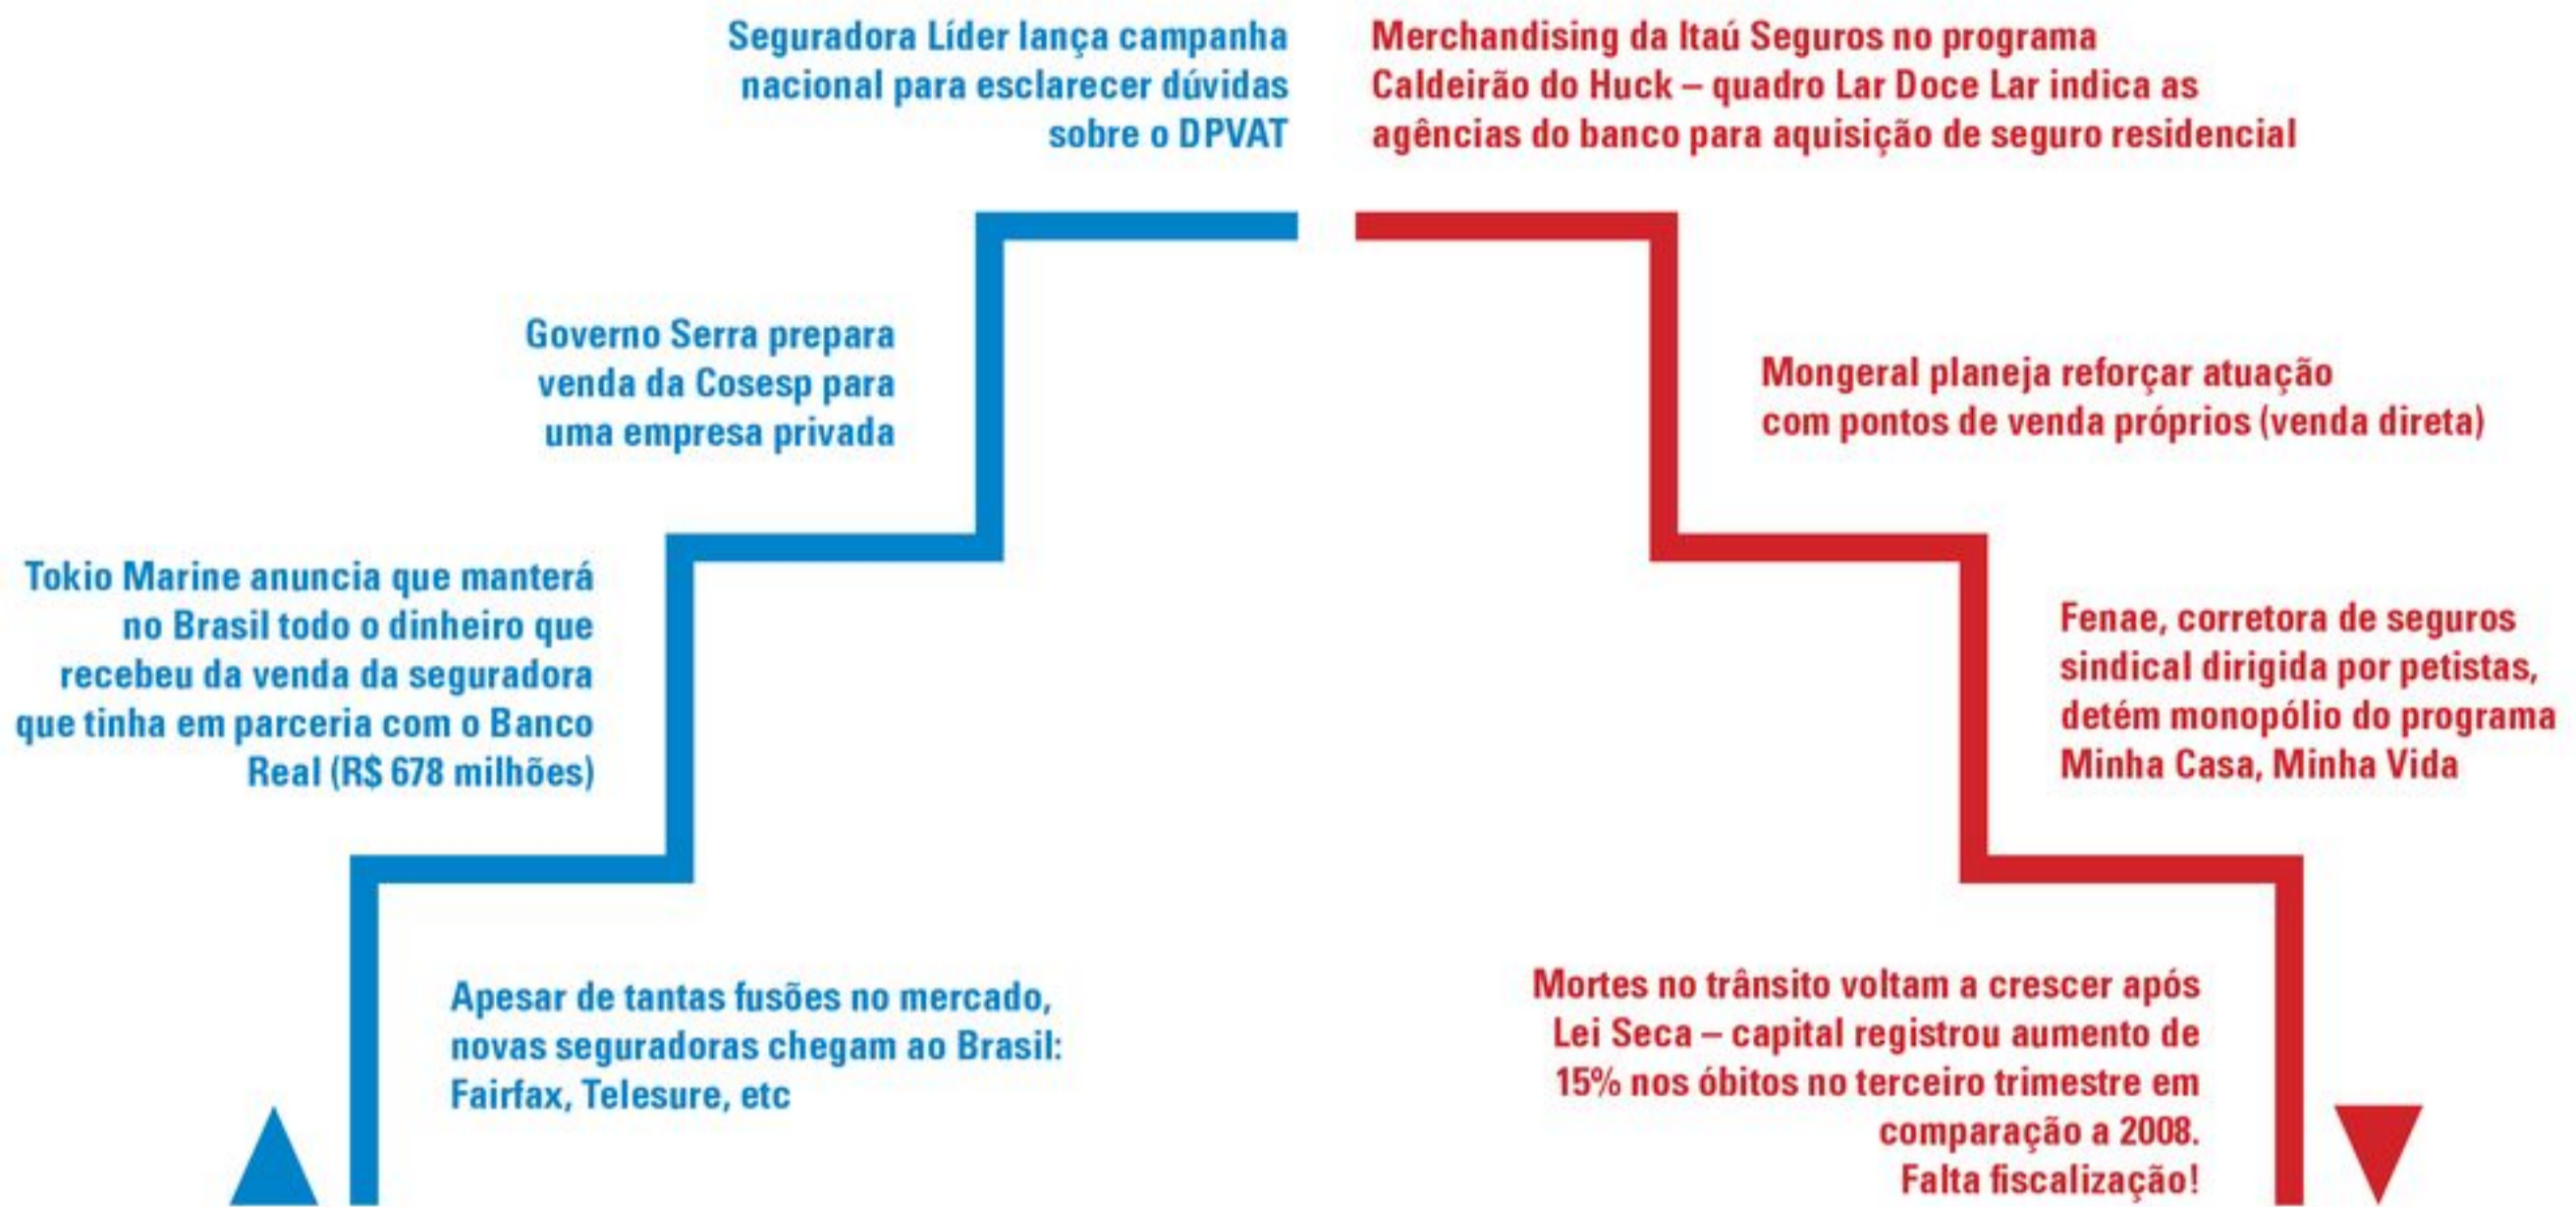 Seguradora Líder lança campanha
nacional para esclarecer dúvidas
sobre o DPVAT
Governo Serra prepara
venda da Cosesp para
uma empresa privada
Tokio Marine anuncia que manterá
no Brasil todo o dinheiro que
recebeu da venda da seguradora
que tinha em parceria com o Banco
Real (R$ 678 milhões)
Apesar de tantas fusões no mercado,
novas seguradoras chegam ao Brasil:
Fairfax, Telesure, etc
Merchandising da Itaú Seguros no programa
Caldeirão do Huck – quadro Lar Doce Lar indica as
agências do banco para aquisição de seguro residencial
Mongeral planeja reforçar atuação
com pontos de venda próprios (venda direta)
Fenae, corretora de seguros
sindical dirigida por petistas,
detém monopólio do programa
Minha Casa, Minha Vida
Mortes no trânsito voltam a crescer após
Lei Seca – capital registrou aumento de
15% nos óbitos no terceiro trimestre em
comparação a 2008.
Falta fiscalização!